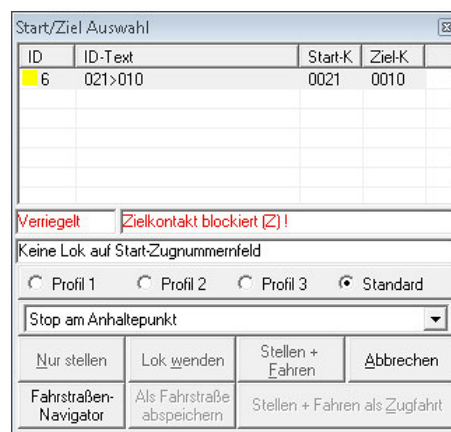 Start/Ziel Auswahl
ID ID-Text Start-K Ziel-K
6 021>010 0021 0010
Verriegelt Zielkontakt blockiert (Z) !
Keine Lok auf Start-Zugnummernfeld
Profil 1 Profil 2 Profil 3 Standard
Stop am Anhaltepunkt
Nur stellen Lok wenden Stellen + Fahren Abbrechen
Fahrstraßen-Navigator Als Fahrstraße abspeichern Stellen + Fahren als Zugfahrt